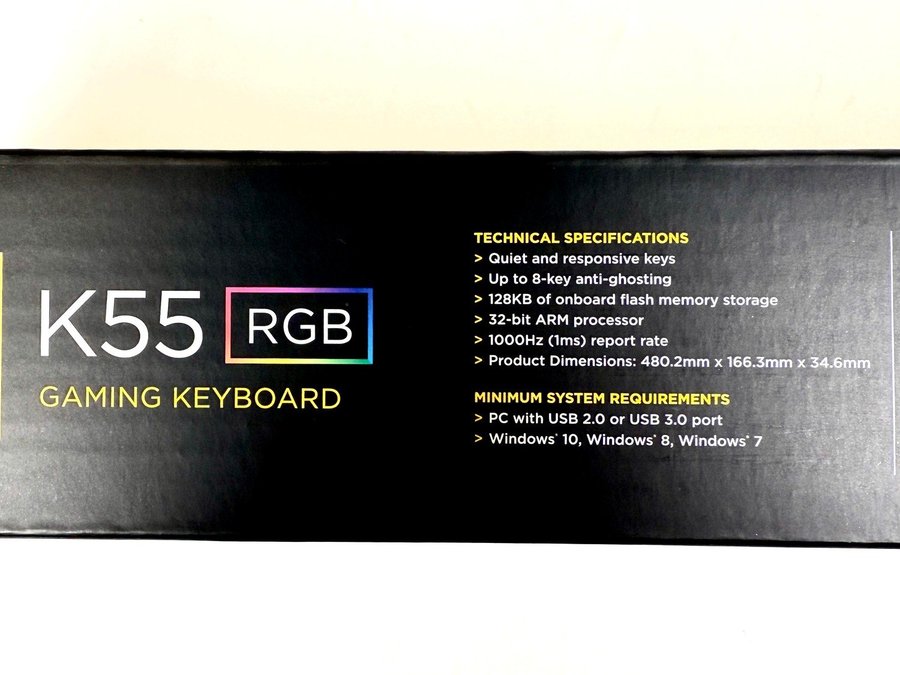 K55 RGB
GAMING KEYBOARD
TECHNICAL SPECIFICATIONS
> Quiet and responsive keys
> Up to 8-key anti-ghosting
> 128KB of onboard flash memory storage
> 32-bit ARM processor
> 1000Hz (1ms) report rate
> Product Dimensions: 480.2mm x 166.3mm x 34.6mm
MINIMUM SYSTEM REQUIREMENTS
> PC with USB 2.0 or USB 3.0 port
> Windows® 10, Windows® 8, Windows® 7